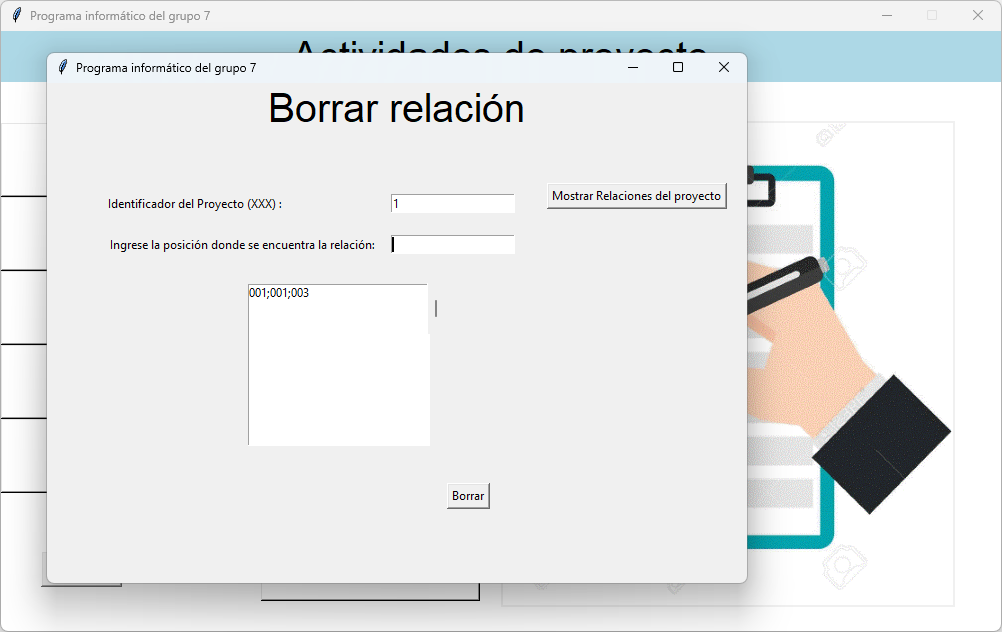 Programa informático del grupo 7
Actividades de proyecto
Programa informático del grupo 7
Borrar relación
Identificador del Proyecto (XXX) :
1
Mostrar Relaciones del proyecto
Ingrese la posición donde se encuentra la relación:
001;001;003
Borrar